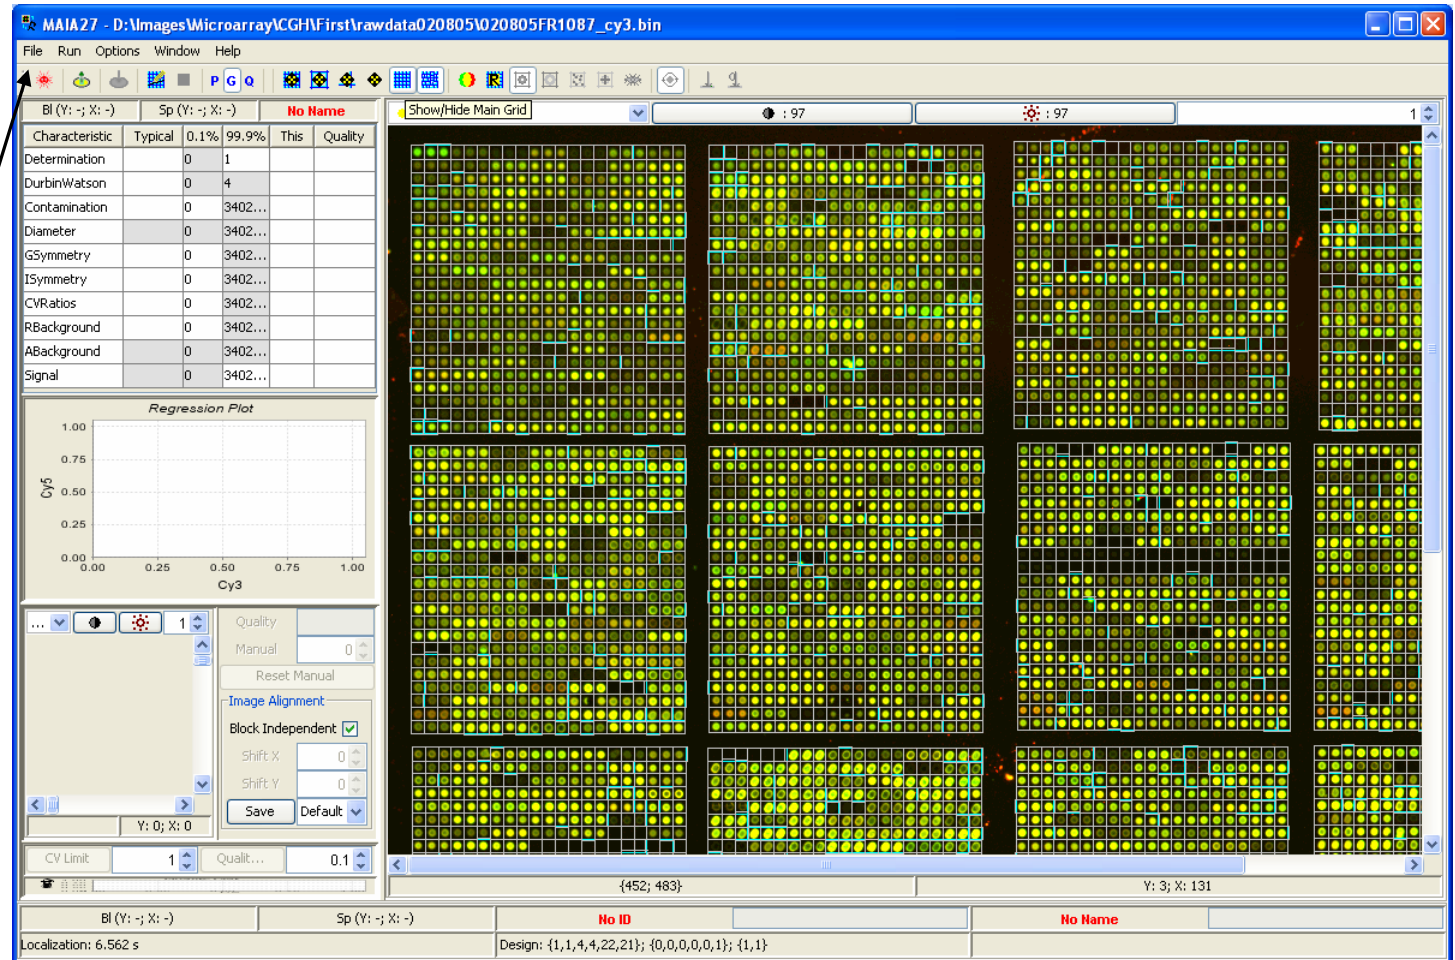 MAIA27 - D:\Images\Microarray\CGH\First\rawdata020805\020805FR1087_cy3.bin
File Run Options Window Help
P G Q
Bl (Y: -; X: -) Sp (Y: -; X: -) No Name
Show/Hide Main Grid : 97 : 97 1
Characteristic Typical 0.1% 99.9% This Quality
Determination 0 1
DurbinWatson 0 4
Contamination 0 3402...
Diameter 0 3402...
GSymmetry 0 3402...
ISymmetry 0 3402...
CVRatios 0 3402...
RBackground 0 3402...
ABackground 0 3402...
Signal 0 3402...
Regression Plot
1.00
0.75
0.50
0.25
0.00
Cy5
0.00 0.25 0.50 0.75 1.00
Cy3
... 1
Quality
Manual 0
Reset Manual
Image Alignment
Block Independent
Shift X 0
Shift Y 0
Save Default
Y: 0; X: 0
CV Limit 1 Qualit... 0.1
{452; 483} Y: 3; X: 131
Bl (Y: -; X: -) Sp (Y: -; X: -) No ID No Name
Localization: 6.562 s Design: {1,1,4,4,22,21}; {0,0,0,0,0,1}; {1,1}